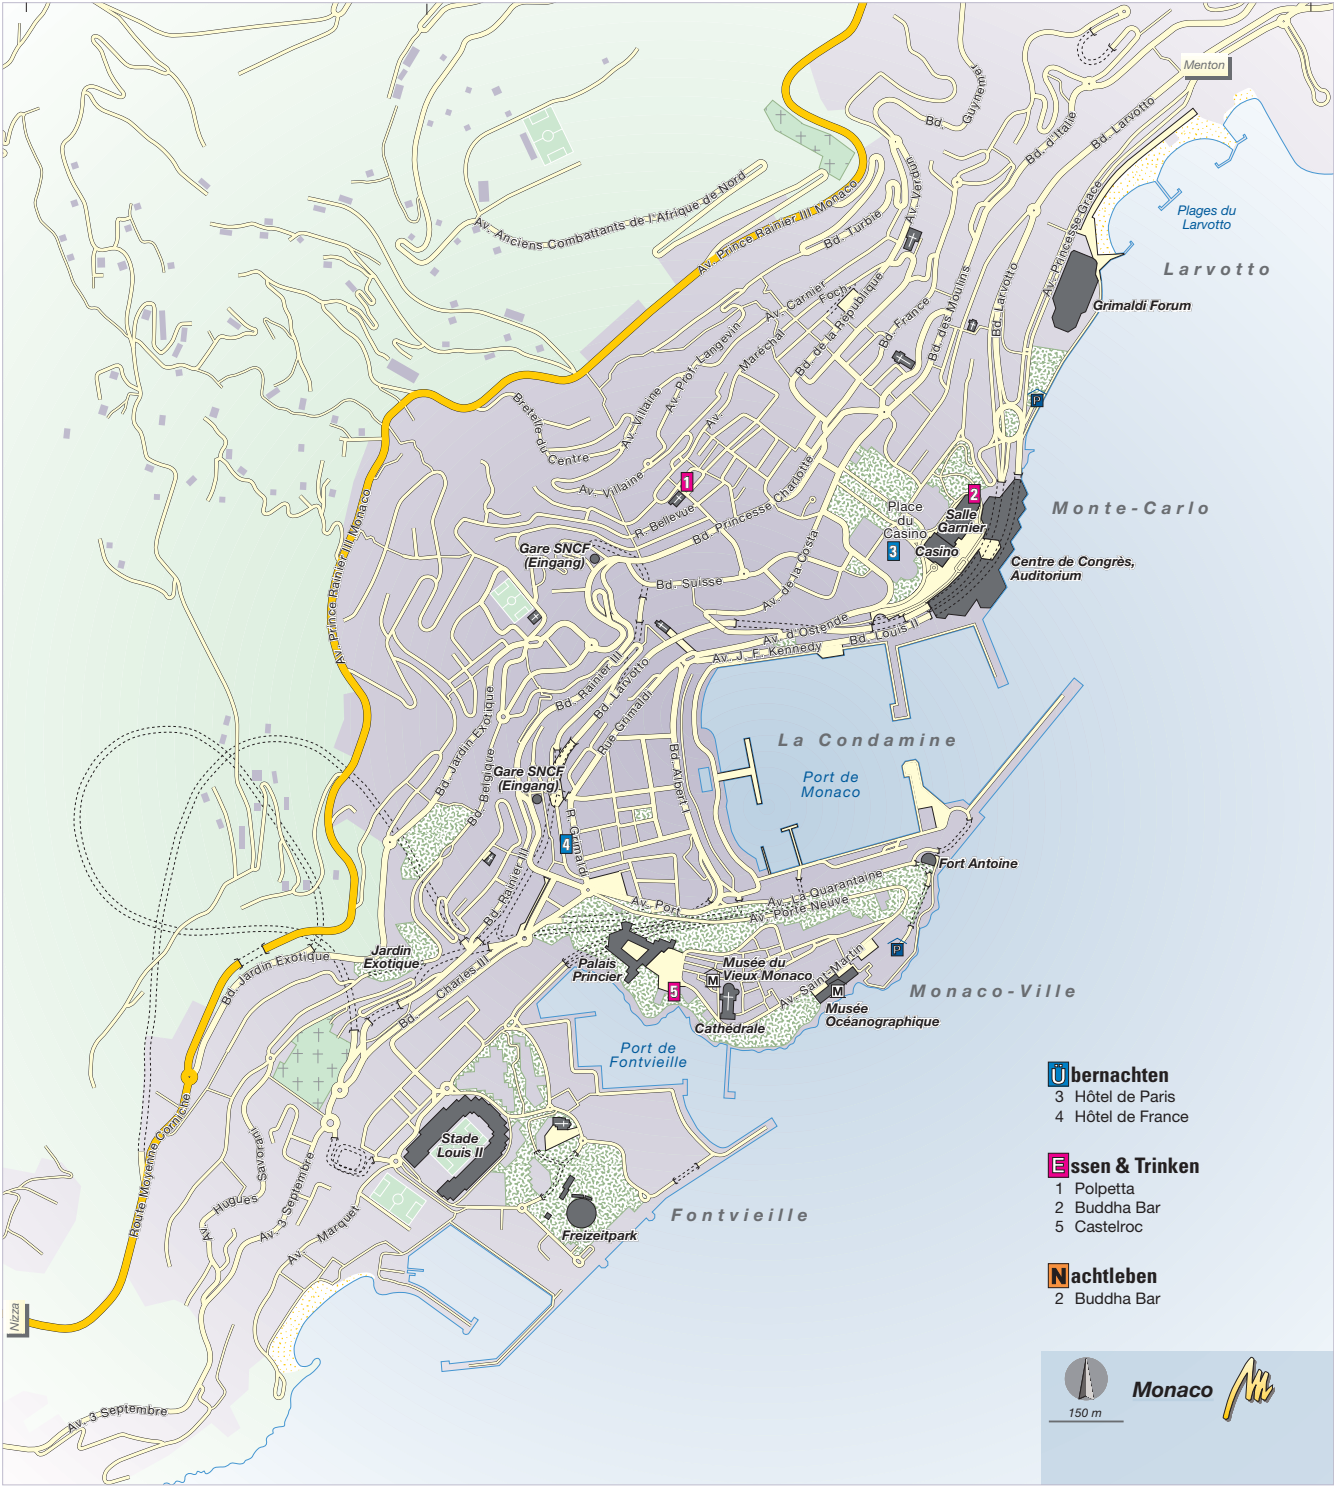 Menton
Bd. Guynemer
Bd. d'Italie
Bd. Larvotto
Av. Verdun
Av. Anciens Combattants de l'Afrique de Nord
Av. Prince Rainier III Monaco
Bd. Turbie
Av. Princesse Grace
Plages du
Larvotto
Larvotto
Grimaldi Forum
Av. Carnier
Foch
Bd. de la République
Bd. France
Bd. des Moulins
Bd. Larvotto
Av. Prof. Langevin
Maréchal
Av.
Av. Villaine
Bretelle du Centre
Av. Villaine
P
1
R. Bellevue
Bd. Princesse Charlotte
2
Place
du
Casino
Salle
Garnier
3
Casino
Monte-Carlo
Centre de Congrès,
Auditorium
Gare SNCF
(Eingang)
Bd. Suisse
Av. de la Costa
Av. d'Ostende
Bd. Louis II
Av. J. F. Kennedy
Av. Prince Rainier III Monaco
Bd. Rainier III
Bd. Larvotto
Rue Grimaldi
Bd. Jardin Exotique
Bd. Belgique
Bd. Albert I
La Condamine
Port de
Monaco
Gare SNCF
(Eingang)
R. Grimaldi
4
Bd. Rainier III
Fort Antoine
Av. La Quarantaine
Av. Port
Av. Porte Neuve
Jardin
Exotique
Bd. Jardin Exotique
Bd. Charles III
Palais
Princier
Musée du
Vieux Monaco
M
5
Av. Saint-Martin
P
M
Cathédrale
Musée
Océanographique
Monaco-Ville
Port de
Fontvieille
Stade
Louis II
Freizeitpark
Fontvieille
Route Moyenne Corniche
Av. Hugues Savorani
Av. 3 Septembre
Av. Marquet
Nizza
Av. 3 Septembre
Übernachten
3 Hôtel de Paris
4 Hôtel de France
Essen & Trinken
1 Polpetta
2 Buddha Bar
5 Castelroc
Nachtleben
2 Buddha Bar
150 m
Monaco